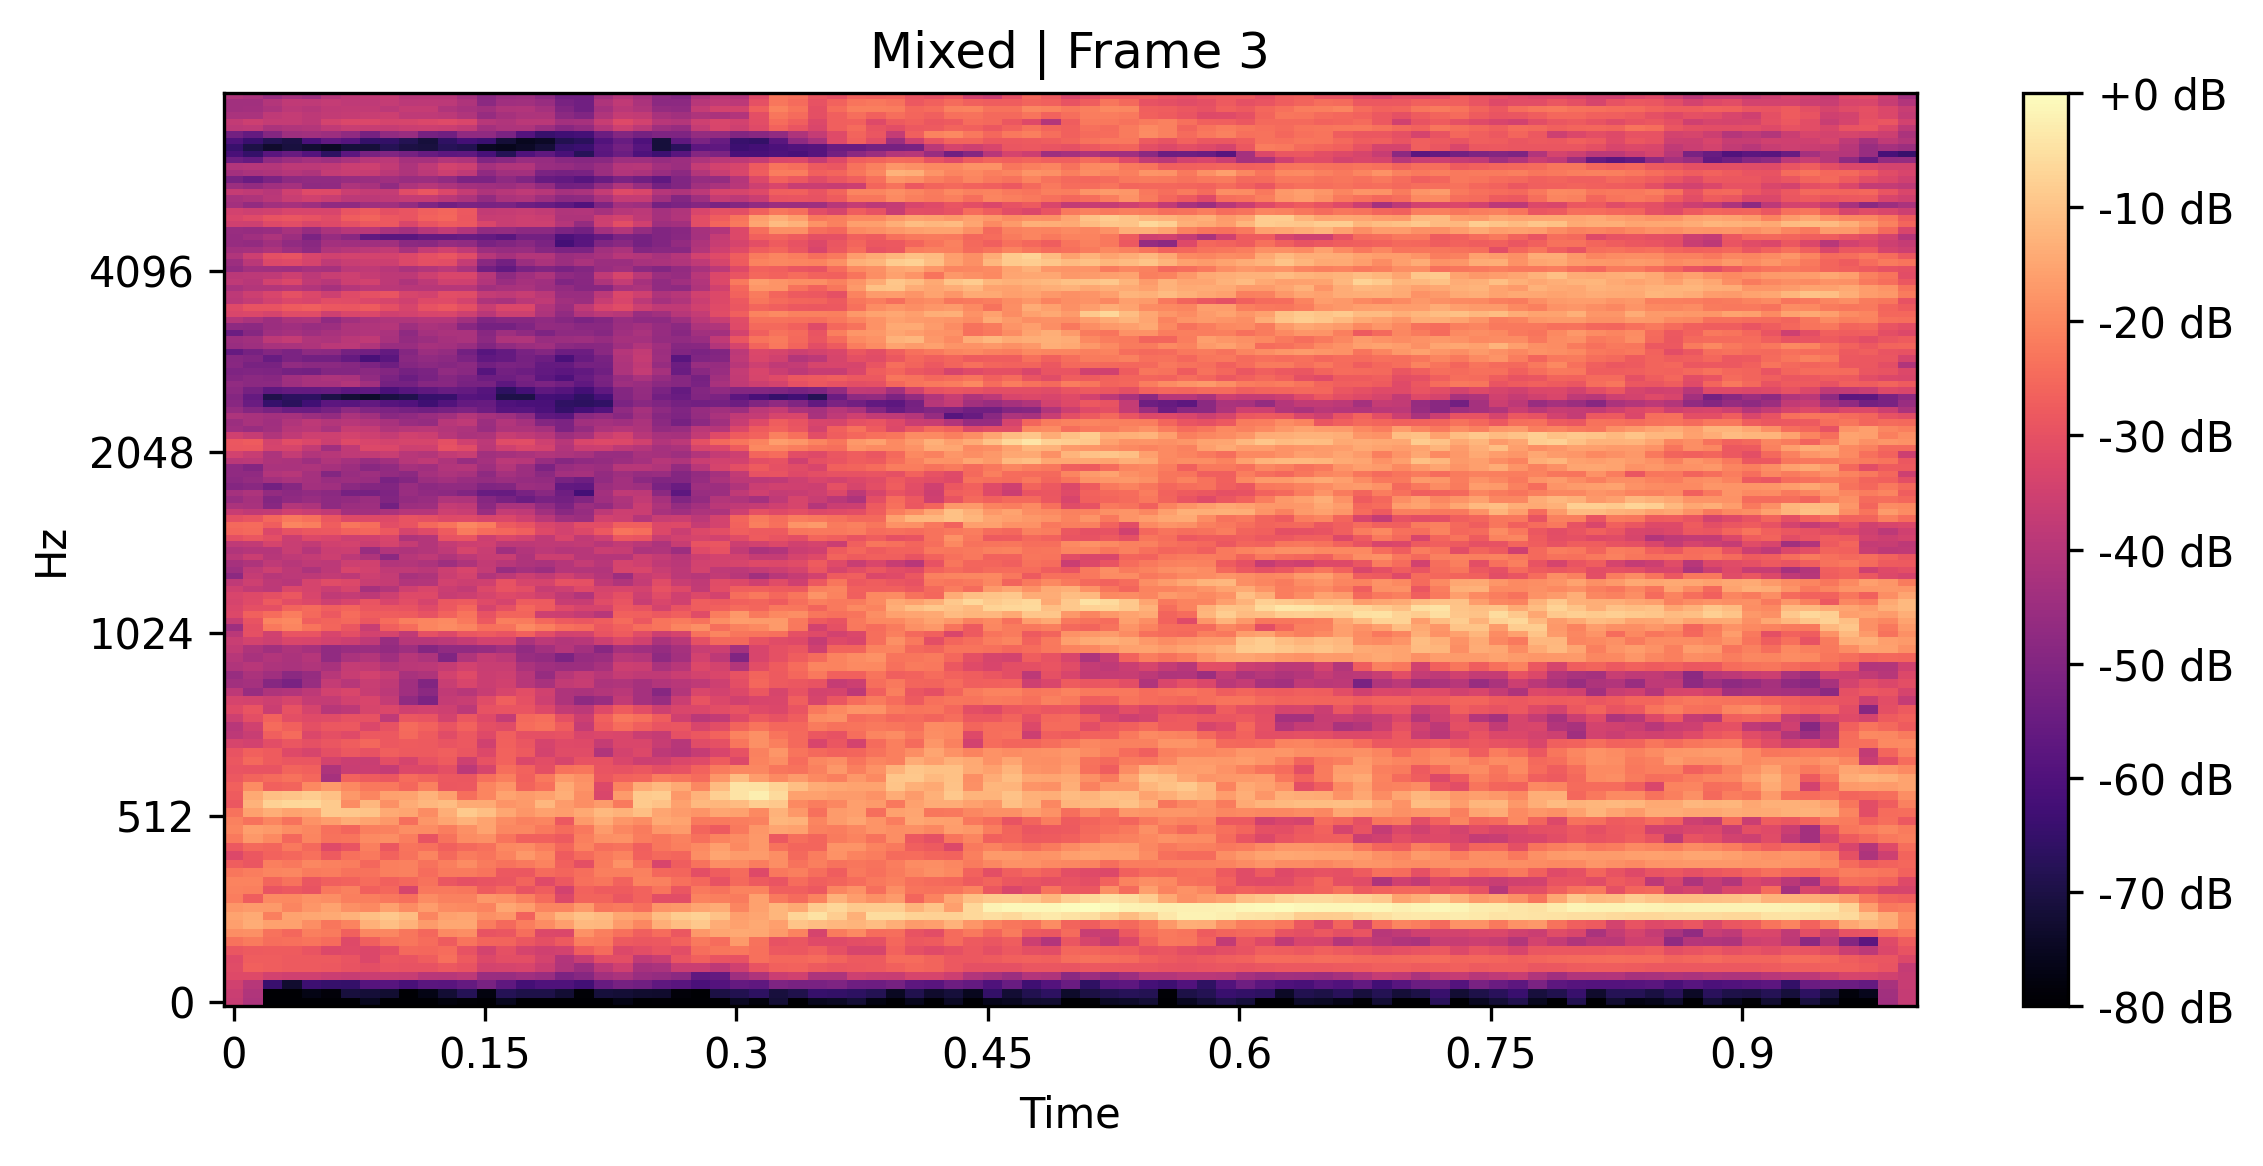 Mixed | Frame 3
Hz
4096
2048
1024
512
0
0
0.15
0.3
0.45
0.6
0.75
0.9
Time
+0 dB
-10 dB
-20 dB
-30 dB
-40 dB
-50 dB
-60 dB
-70 dB
-80 dB